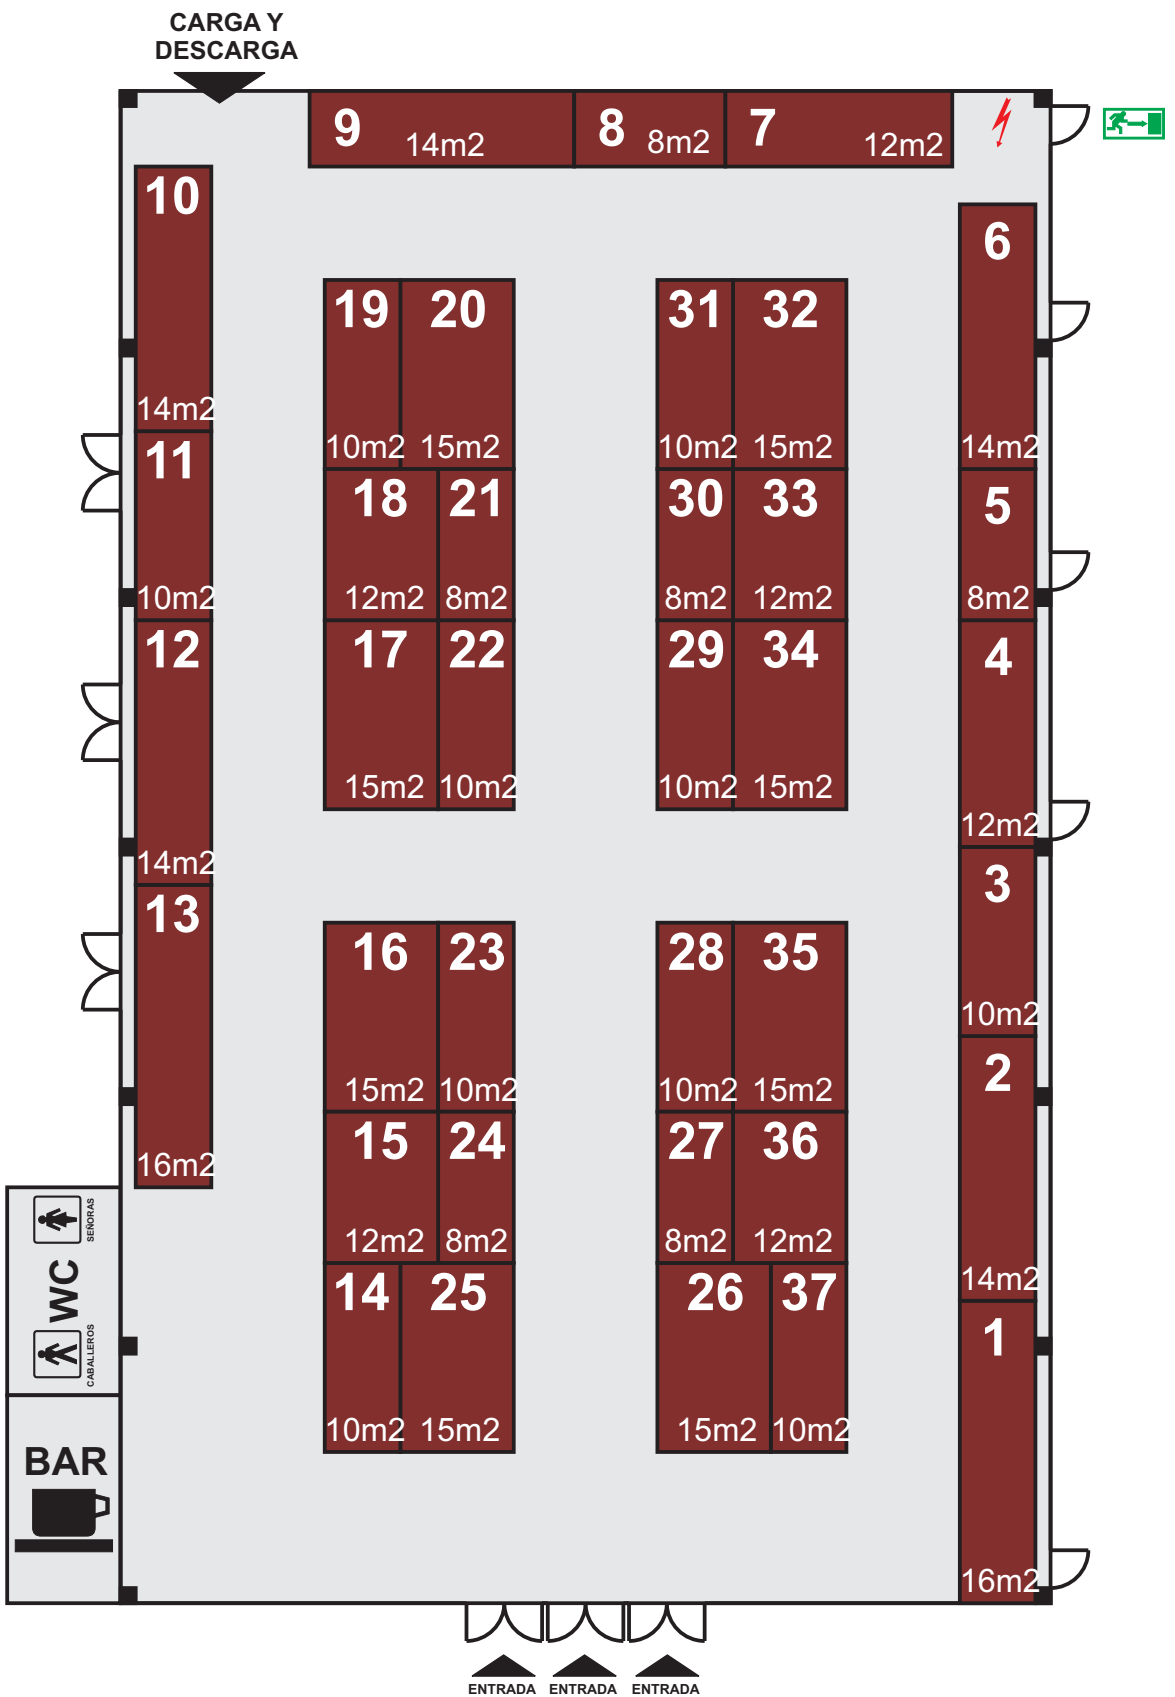 CARGA Y
DESCARGA
9 14m2 8 8m2 7 12m2
10 14m2
11 10m2
12 14m2
13 16m2
19 10m2 20 15m2
18 12m2 21 8m2
17 15m2 22 10m2
31 10m2 32 15m2
30 8m2 33 12m2
29 10m2 34 15m2
6 14m2
5 8m2
4 12m2
3 10m2
2 14m2
1 16m2
16 15m2 23 10m2
15 12m2 24 8m2
14 10m2 25 15m2
28 10m2 35 15m2
27 8m2 36 12m2
26 15m2 37 10m2
SEÑORAS
WC
CABALLEROS
BAR
ENTRADA ENTRADA ENTRADA